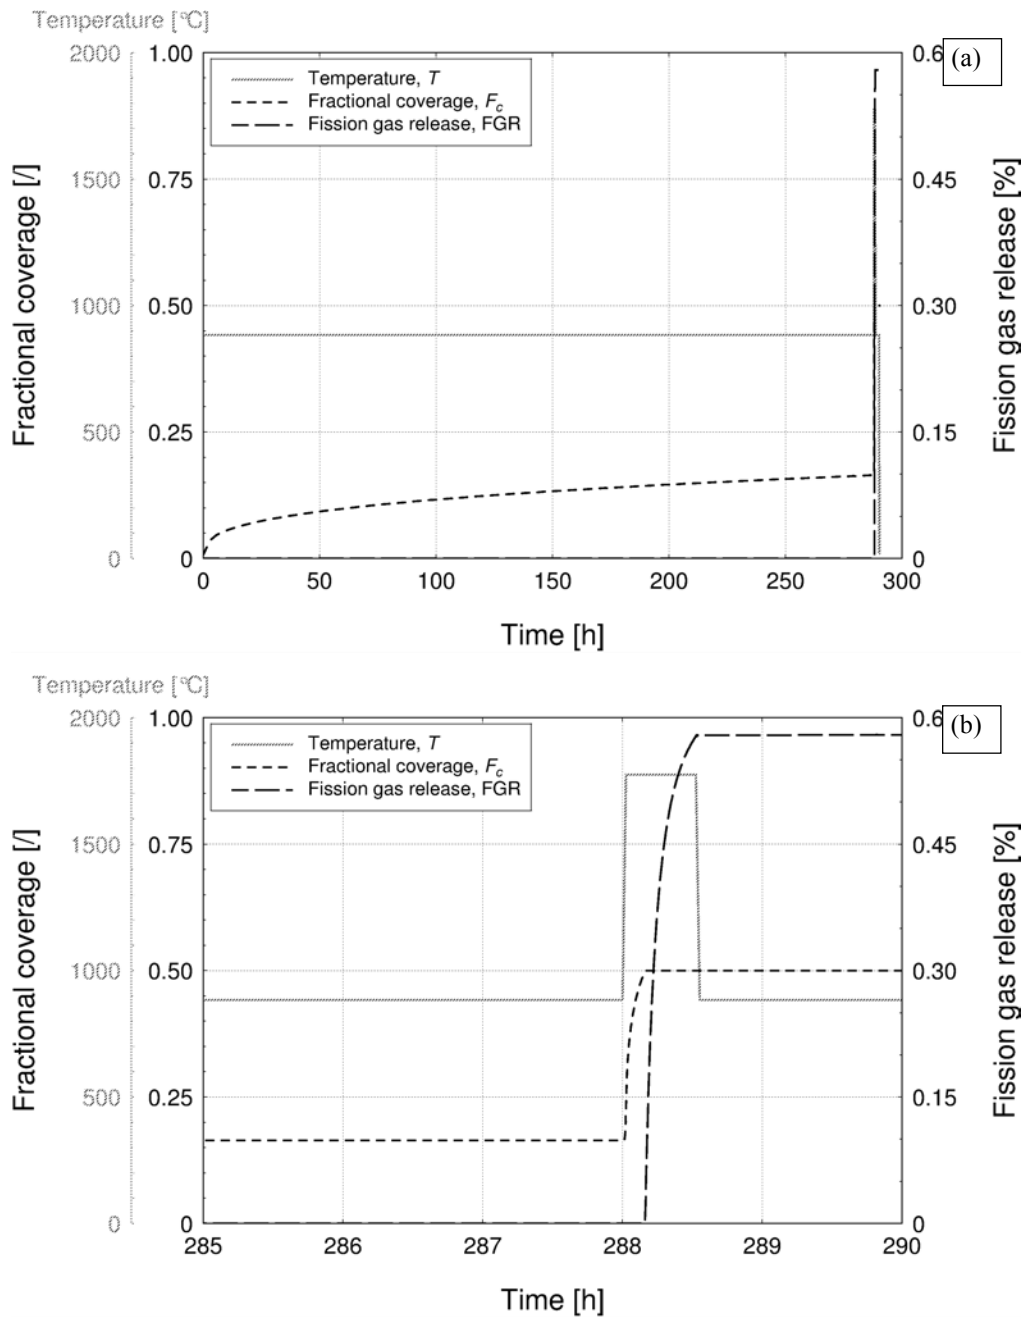 Temperature [°C]
2000 1.00 0.6 (a)
Temperature, T
Fractional coverage, Fc
Fission gas release, FGR
1500 0.75 0.45
1000 0.50 0.30
500 0.25 0.15
0 0 0
Fractional coverage [/]
Fission gas release [%]
0 50 100 150 200 250 300
Time [h]
Temperature [°C]
2000 1.00 0.6 (b)
Temperature, T
Fractional coverage, Fc
Fission gas release, FGR
1500 0.75 0.45
1000 0.50 0.30
500 0.25 0.15
0 0 0
Fractional coverage [/]
Fission gas release [%]
285 286 287 288 289 290
Time [h]